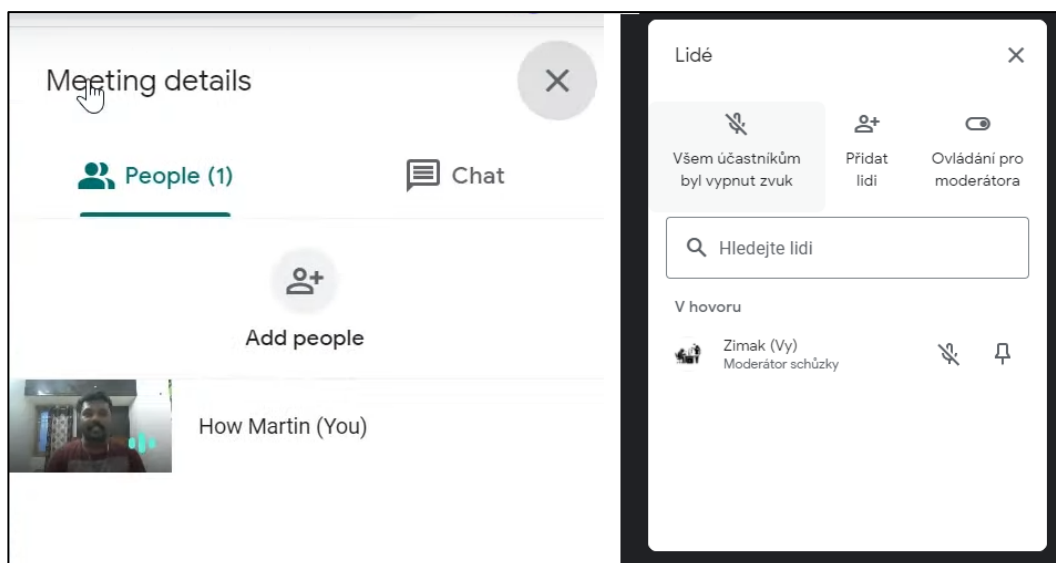 Meeting details
People (1)
Chat
Add people
How Martin (You)
Lidé
Všem účastníkům
byl vypnut zvuk
Přidat
lidi
Ovládání pro
moderátora
Hledejte lidi
V hovoru
Zimak (Vy)
Moderátor schůzky